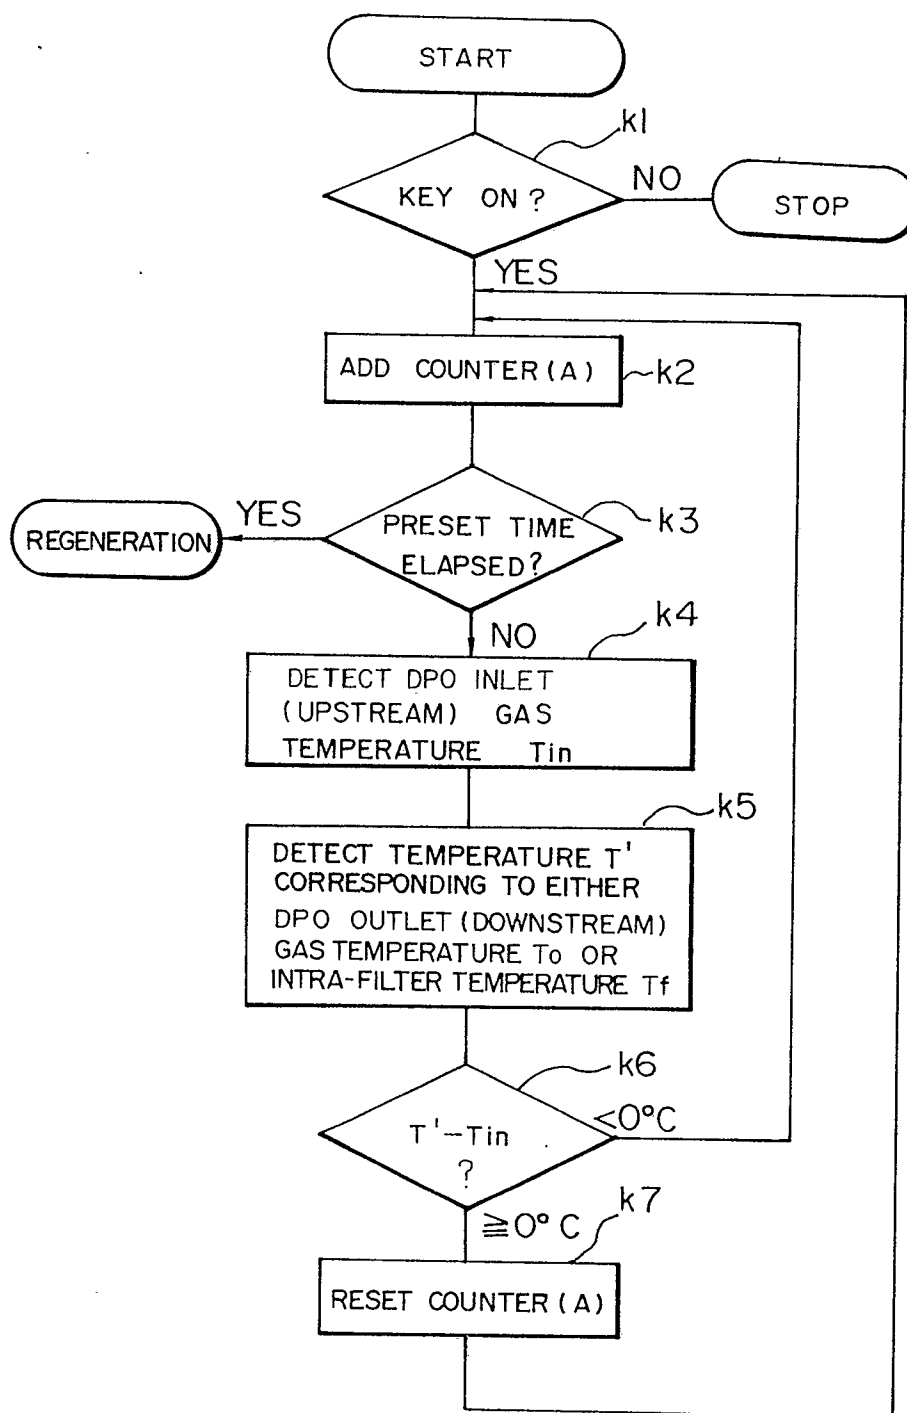 START
k1
KEY ON ?
NO
STOP
YES
ADD COUNTER (A)
k2
k3
YES
PRESET TIME
ELAPSED?
REGENERATION
NO
k4
DETECT DPO INLET
(UPSTREAM) GAS
TEMPERATURE Tin
k5
DETECT TEMPERATURE T'
CORRESPONDING TO EITHER
DPO OUTLET (DOWNSTREAM)
GAS TEMPERATURE To OR
INTRA-FILTER TEMPERATURE Tf
k6
<0°C
T'-Tin
?
≧0°C
k7
RESET COUNTER (A)